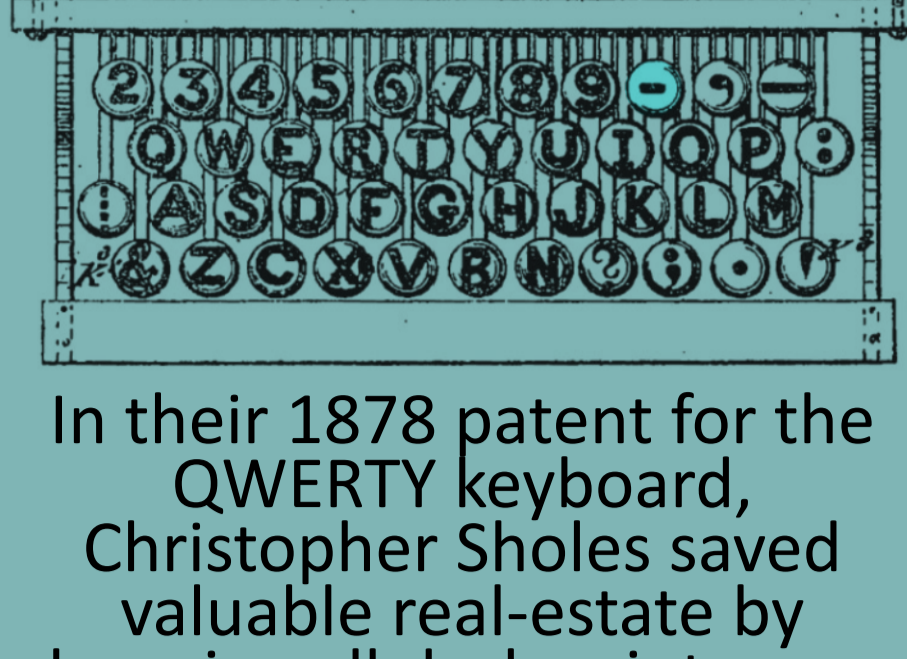 2 3 4 5 6 7 8 9 - , —
Q W E R T Y U I O P :
⋮ A S D F G H J K L M
& Z C X V B N ? ; . '
In their 1878 patent for the
QWERTY keyboard,
Christopher Sholes saved
valuable real-estate by